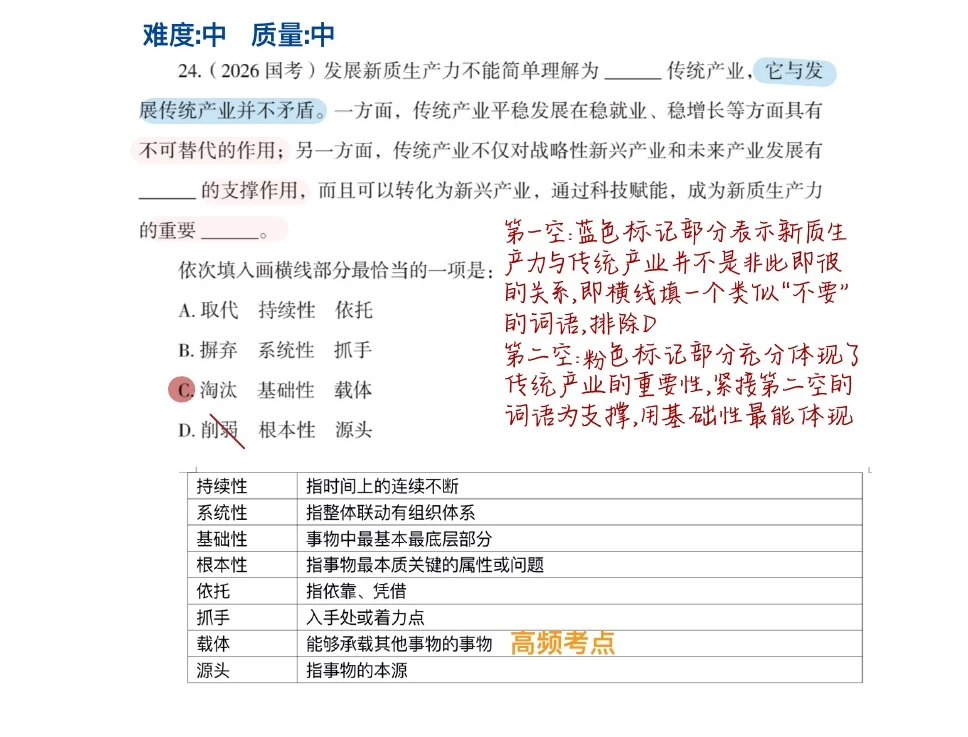 难度:中 质量:中
24.（2026 国考）发展新质生产力不能简单理解为 ______ 传统产业，它与发
展传统产业并不矛盾。一方面，传统产业平稳发展在稳就业、稳增长等方面具有
不可替代的作用；另一方面，传统产业不仅对战略性新兴产业和未来产业发展有
______ 的支撑作用，而且可以转化为新兴产业，通过科技赋能，成为新质生产力
的重要 ______。
依次填入画横线部分最恰当的一项是：
A. 取代 持续性 依托
B. 摒弃 系统性 抓手
C. 淘汰 基础性 载体
D. 削弱 根本性 源头
第一空:蓝色标记部分表示新质生
产力与传统产业并不是非此即彼
的关系,即横线填一个类似“不要”
的词语,排除D
第二空:粉色标记部分充分体现了
传统产业的重要性,紧接第二空的
词语为支撑,用基础性最能体现
持续性 指时间上的连续不断
系统性 指整体联动有组织体系
基础性 事物中最基本最底层部分
根本性 指事物最本质关键的属性或问题
依托 指依靠、凭借
抓手 入手处或着力点
载体 能够承载其他事物的事物 高频考点
源头 指事物的本源